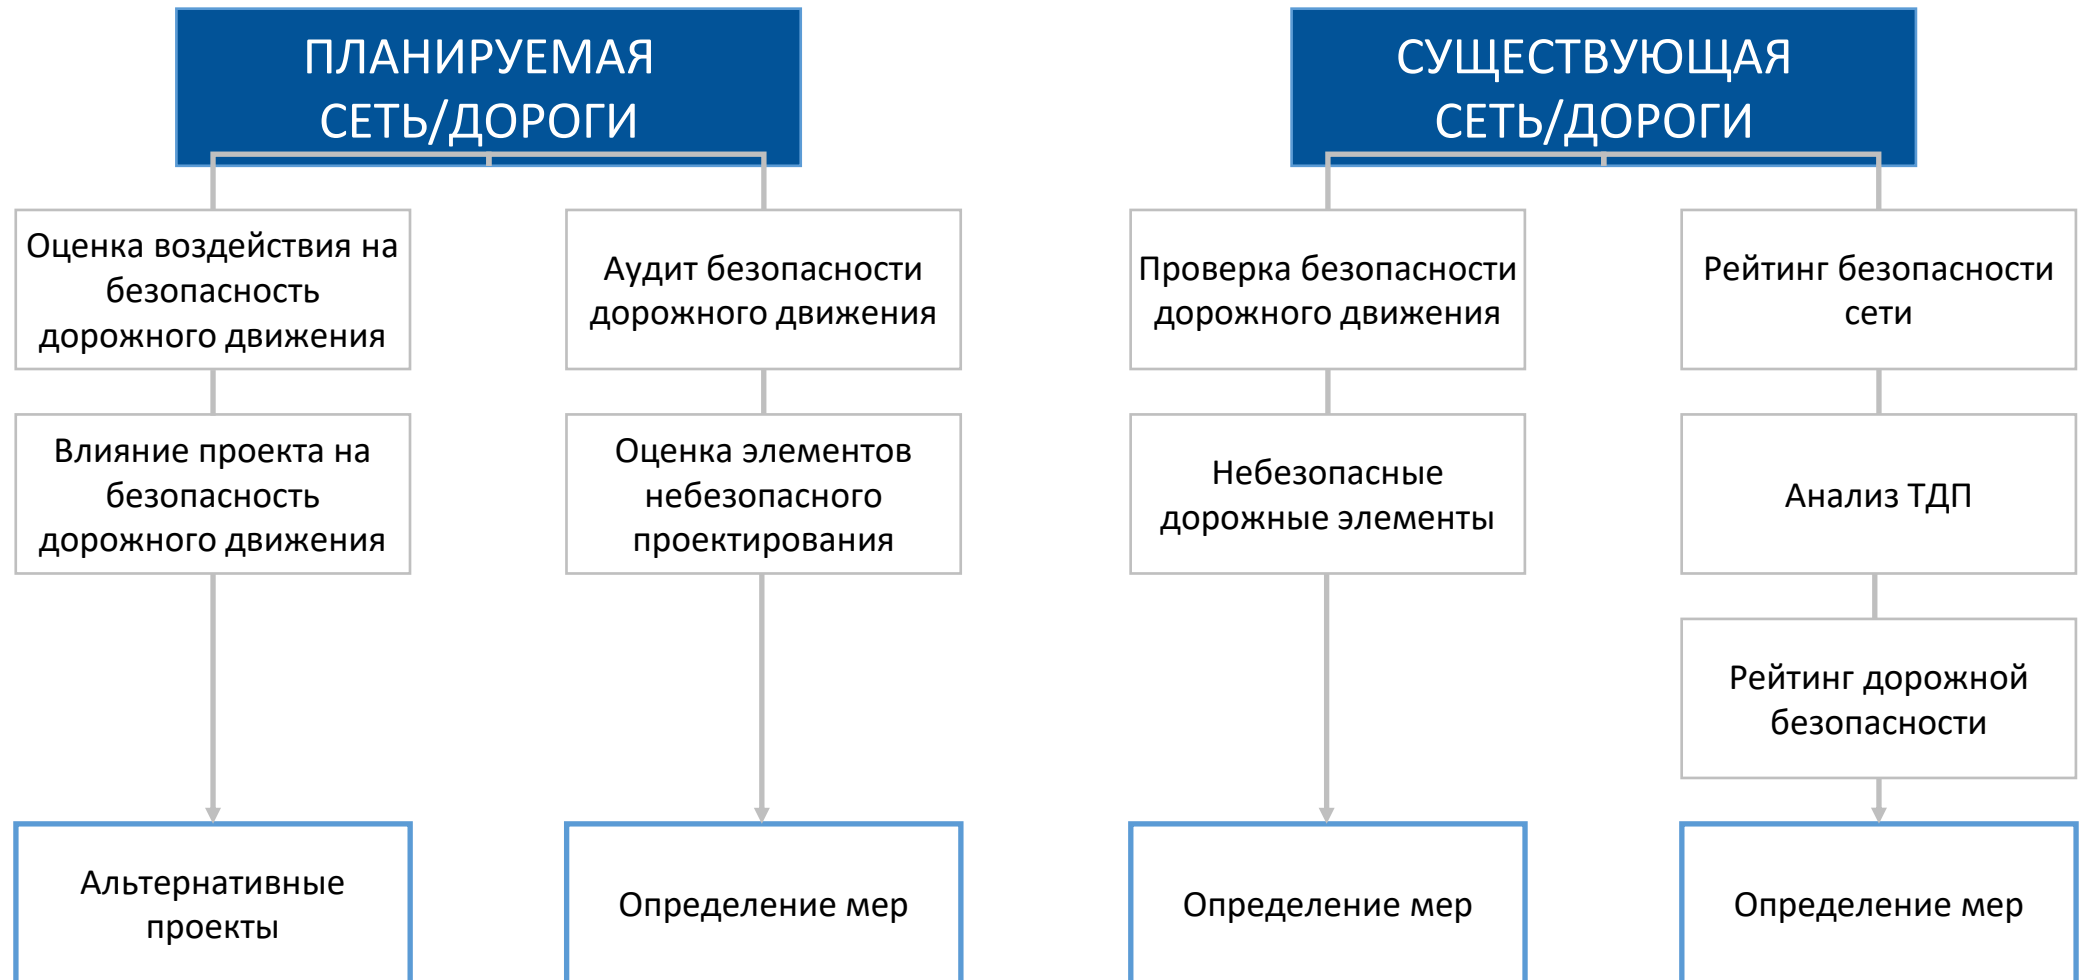 ПЛАНИРУЕМАЯ
СЕТЬ/ДОРОГИ
СУЩЕСТВУЮЩАЯ
СЕТЬ/ДОРОГИ
Оценка воздействия на
безопасность
дорожного движения
Аудит безопасности
дорожного движения
Проверка безопасности
дорожного движения
Рейтинг безопасности
сети
Влияние проекта на
безопасность
дорожного движения
Оценка элементов
небезопасного
проектирования
Небезопасные
дорожные элементы
Анализ ТДП
Рейтинг дорожной
безопасности
Альтернативные
проекты
Определение мер
Определение мер
Определение мер